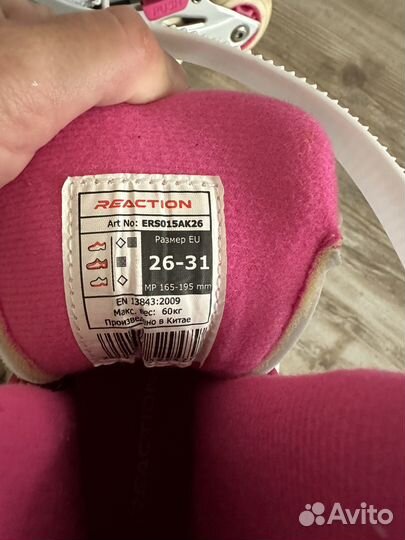 REACTION
Art No: ERS015AK26
Размер EU
26-31
MP 165-195 mm
EN 13843:2009
Макс. вес: 60кг
Произведено в Китае
REACTION
Avito